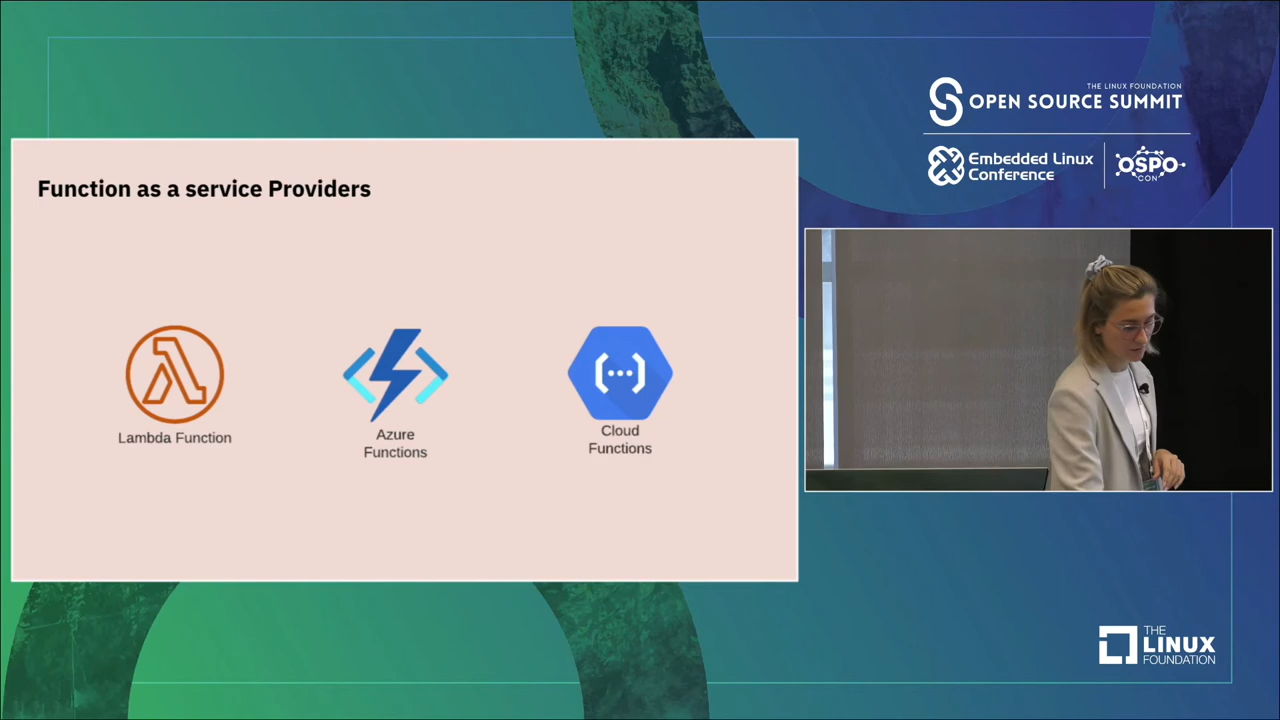 THE LINUX FOUNDATION
OPEN SOURCE SUMMIT
Embedded Linux
Conference
OSPO
CON
Function as a service Providers
Lambda Function
Azure
Functions
Cloud
Functions
THE
LINUX
FOUNDATION